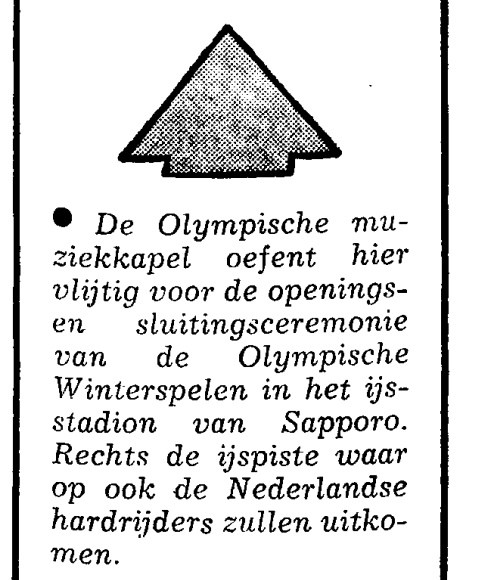 ● De Olympische mu-
ziekkapel oefent hier
vlijtig voor de openings-
en sluitingsceremonie
van de Olympische
Winterspelen in het ijs-
stadion van Sapporo.
Rechts de ijspiste waar
op ook de Nederlandse
hardrijders zullen uitko-
men.